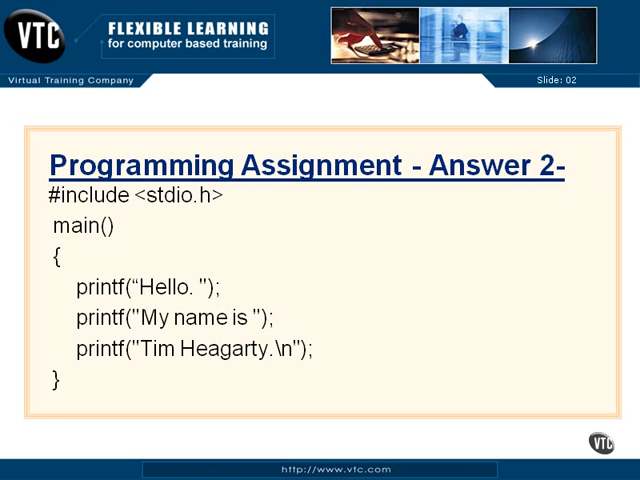 VTC
FLEXIBLE LEARNING
for computer based training
Virtual Training Company
Slide: 02
Programming Assignment - Answer 2-
#include <stdio.h>
main()
{
printf(“Hello. ");
printf("My name is ");
printf("Tim Heagarty.\n");
}
VTC
http://www.vtc.com